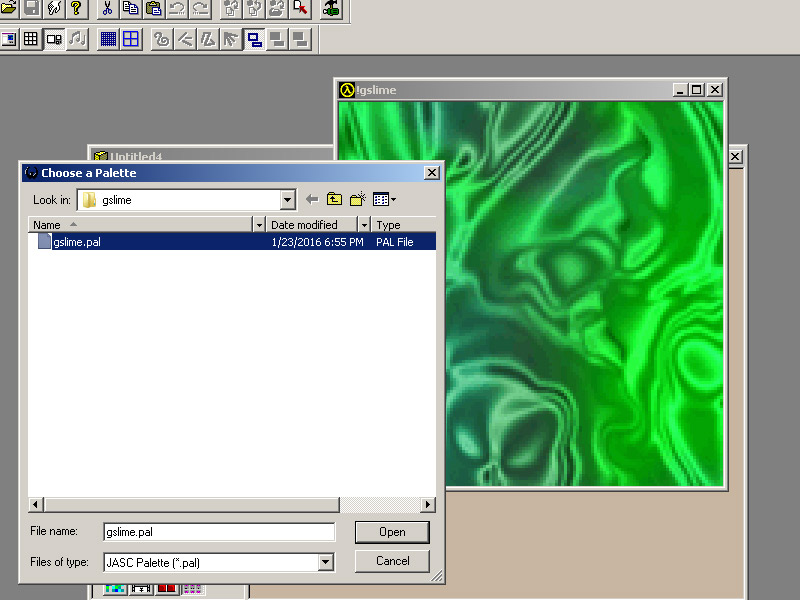 !gslime
Untitled4
Choose a Palette
Look in: gslime
Name Date modified Type
gslime.pal 1/23/2016 6:55 PM PAL File
File name: gslime.pal Open
Files of type: JASC Palette (*.pal) Cancel